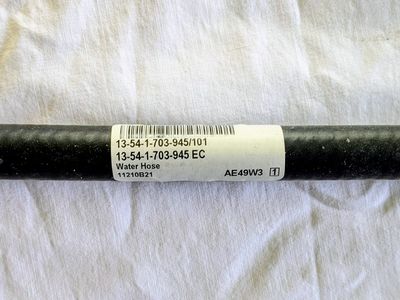 13-54-1-703-945/101
13-54-1-703-945 EC
Water Hose
11210B21 AE49W3 1